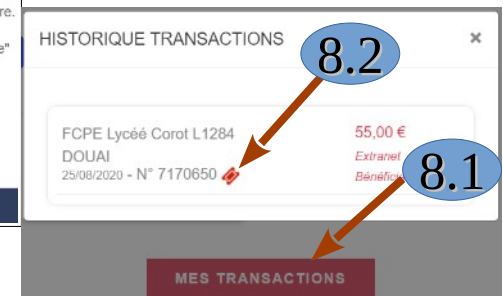 re.
e"
HISTORIQUE TRANSACTIONS ×
8.2
FCPE Lycéé Corot L1284
DOUAI
25/08/2020 - N° 7170650
55,00 €
Extranet
8.1
MES TRANSACTIONS